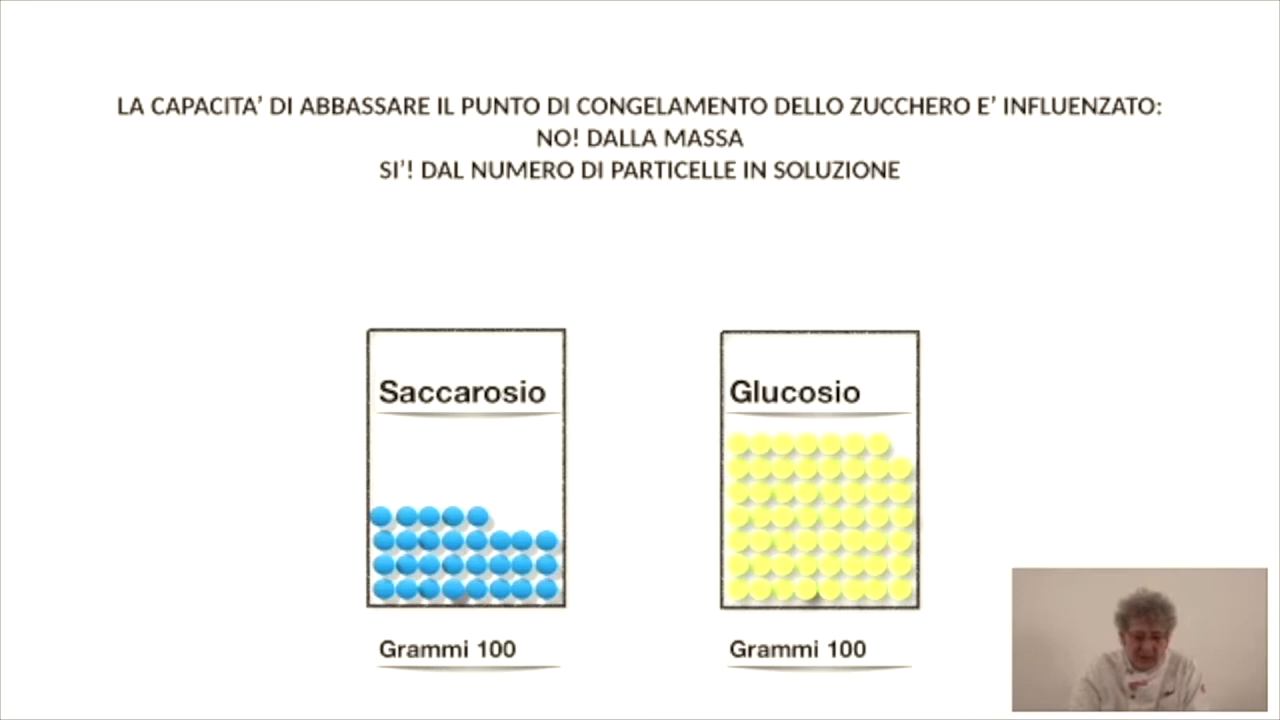 LA CAPACITA’ DI ABBASSARE IL PUNTO DI CONGELAMENTO DELLO ZUCCHERO E’ INFLUENZATO:
NO! DALLA MASSA
SI’! DAL NUMERO DI PARTICELLE IN SOLUZIONE
Saccarosio
Glucosio
Grammi 100
Grammi 100